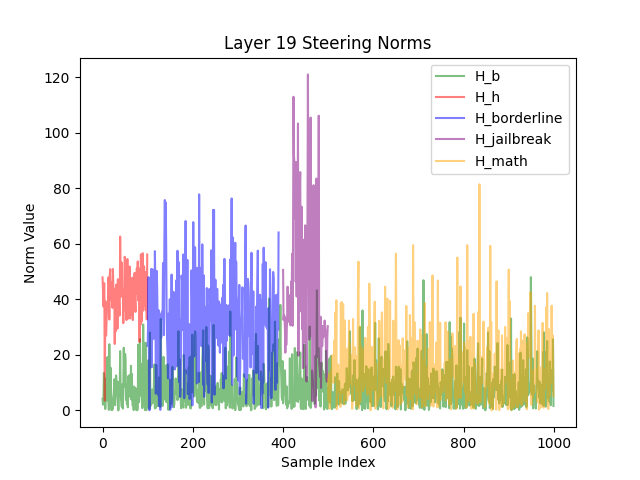 Layer 19 Steering Norms
H_b
H_h
H_borderline
H_jailbreak
H_math
Norm Value
120
100
80
60
40
20
0
0 200 400 600 800 1000
Sample Index